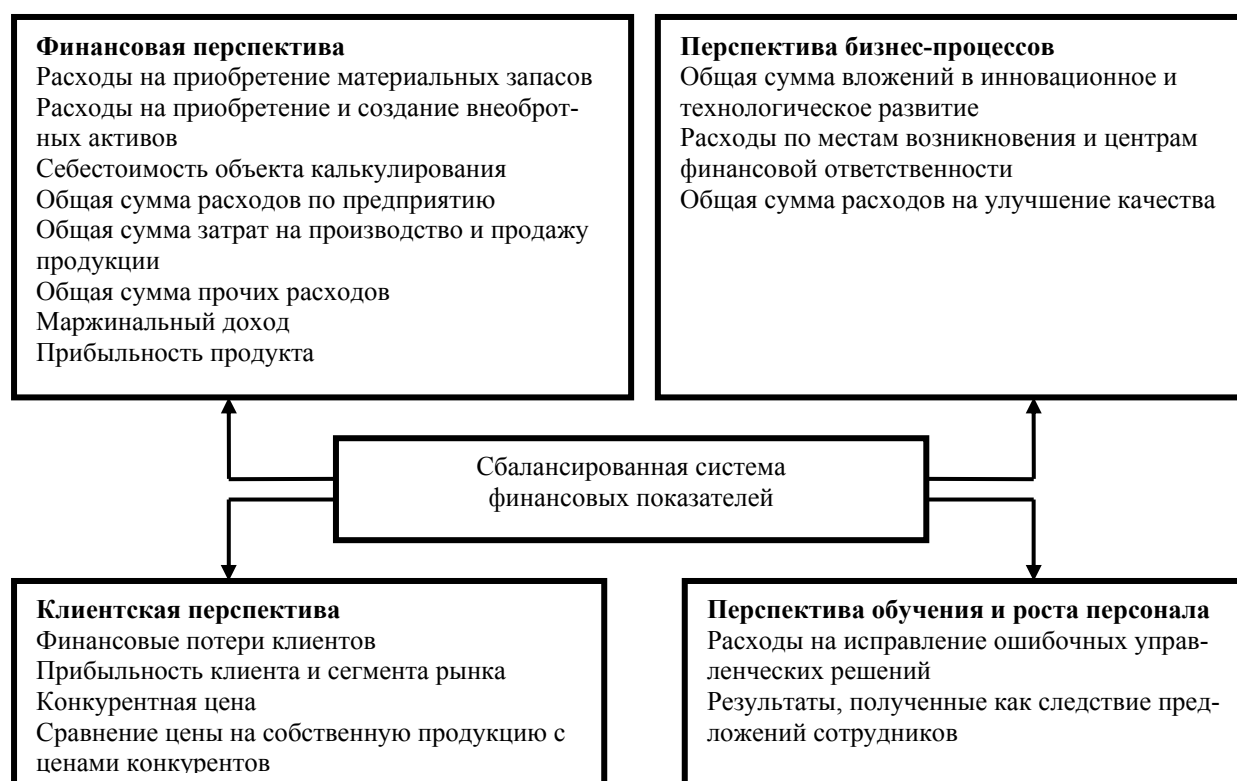 Финансовая перспектива
Расходы на приобретение материальных запасов
Расходы на приобретение и создание внеоборот-
ных активов
Себестоимость объекта калькулирования
Общая сумма расходов по предприятию
Общая сумма затрат на производство и продажу
продукции
Общая сумма прочих расходов
Маржинальный доход
Прибыльность продукта
Перспектива бизнес-процессов
Общая сумма вложений в инновационное и
технологическое развитие
Расходы по местам возникновения и центрам
финансовой ответственности
Общая сумма расходов на улучшение качества
Сбалансированная система
финансовых показателей
Клиентская перспектива
Финансовые потери клиентов
Прибыльность клиента и сегмента рынка
Конкурентная цена
Сравнение цены на собственную продукцию с
ценами конкурентов
Перспектива обучения и роста персонала
Расходы на исправление ошибочных управ-
ленческих решений
Результаты, полученные как следствие пред-
ложений сотрудников